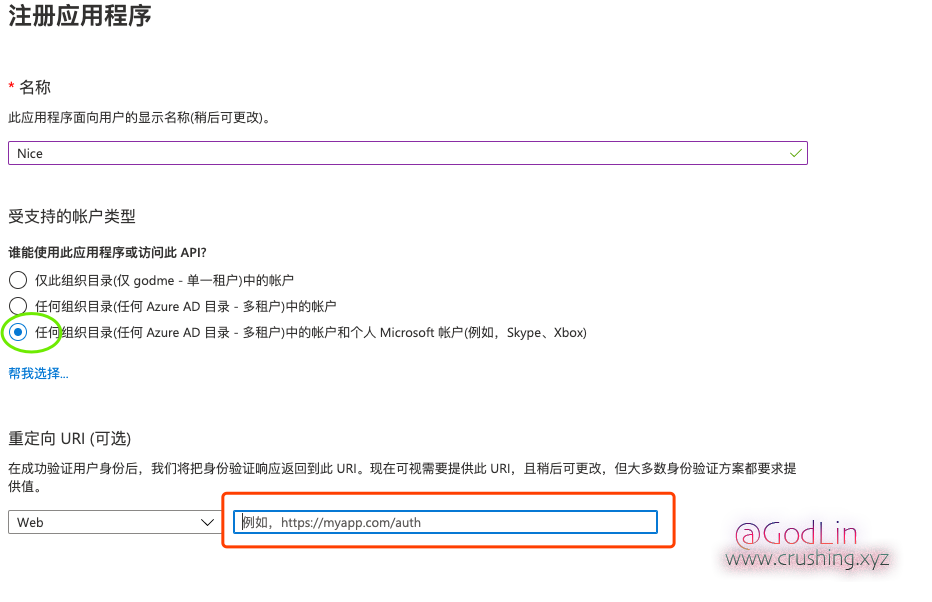 注册应用程序
* 名称
此应用程序面向用户的显示名称(稍后可更改)。
Nice
受支持的帐户类型
谁能使用此应用程序或访问此 API?
仅此组织目录(仅 godme - 单一租户)中的帐户
任何组织目录(任何 Azure AD 目录 - 多租户)中的帐户
任何组织目录(任何 Azure AD 目录 - 多租户)中的帐户和个人 Microsoft 帐户(例如，Skype、Xbox)
帮我选择...
重定向 URI (可选)
在成功验证用户身份后，我们将把身份验证响应返回到此 URI。现在可视需要提供此 URI，且稍后可更改，但大多数身份验证方案都要求提
供值。
Web
例如，https://myapp.com/auth
@GodLin
www.crushing.xyz